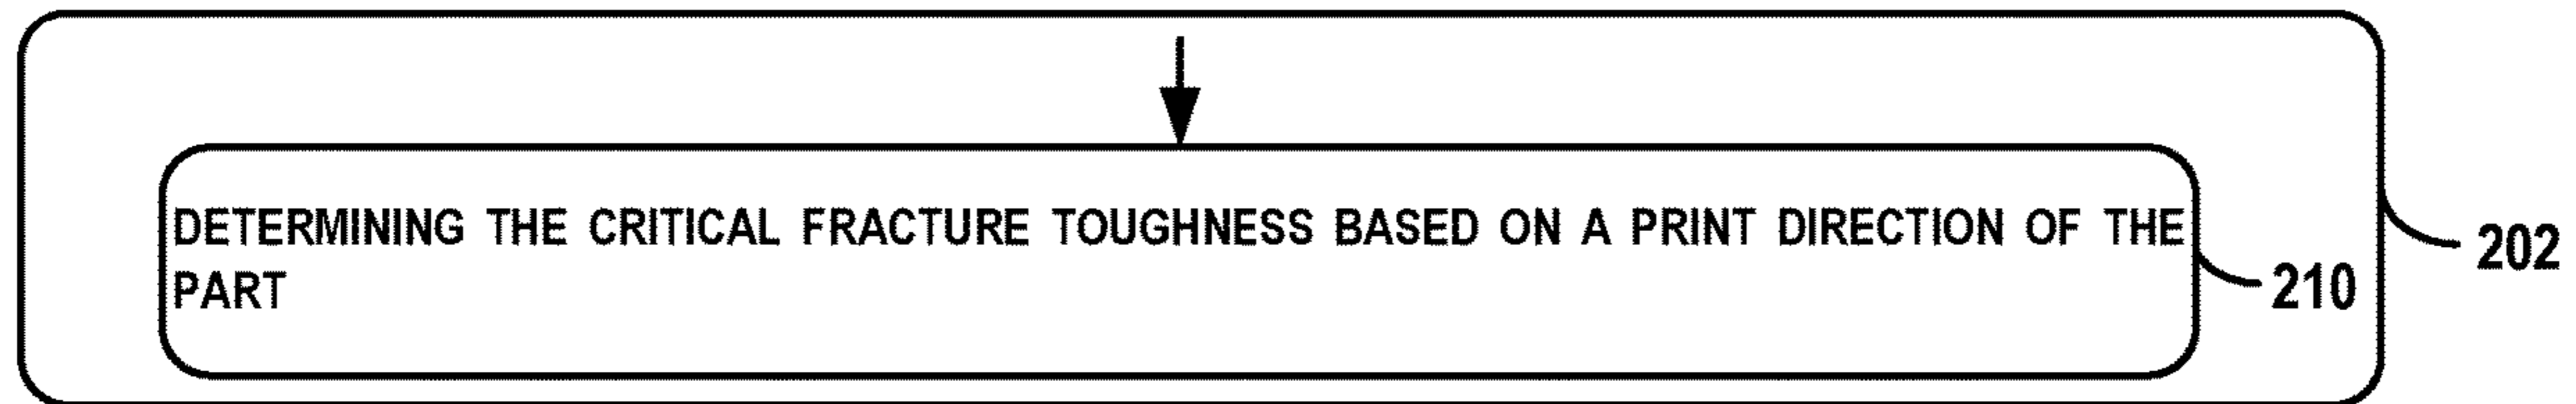 DETERMINING THE CRITICAL FRACTURE TOUGHNESS BASED ON A PRINT DIRECTION OF THE
PART
202
210